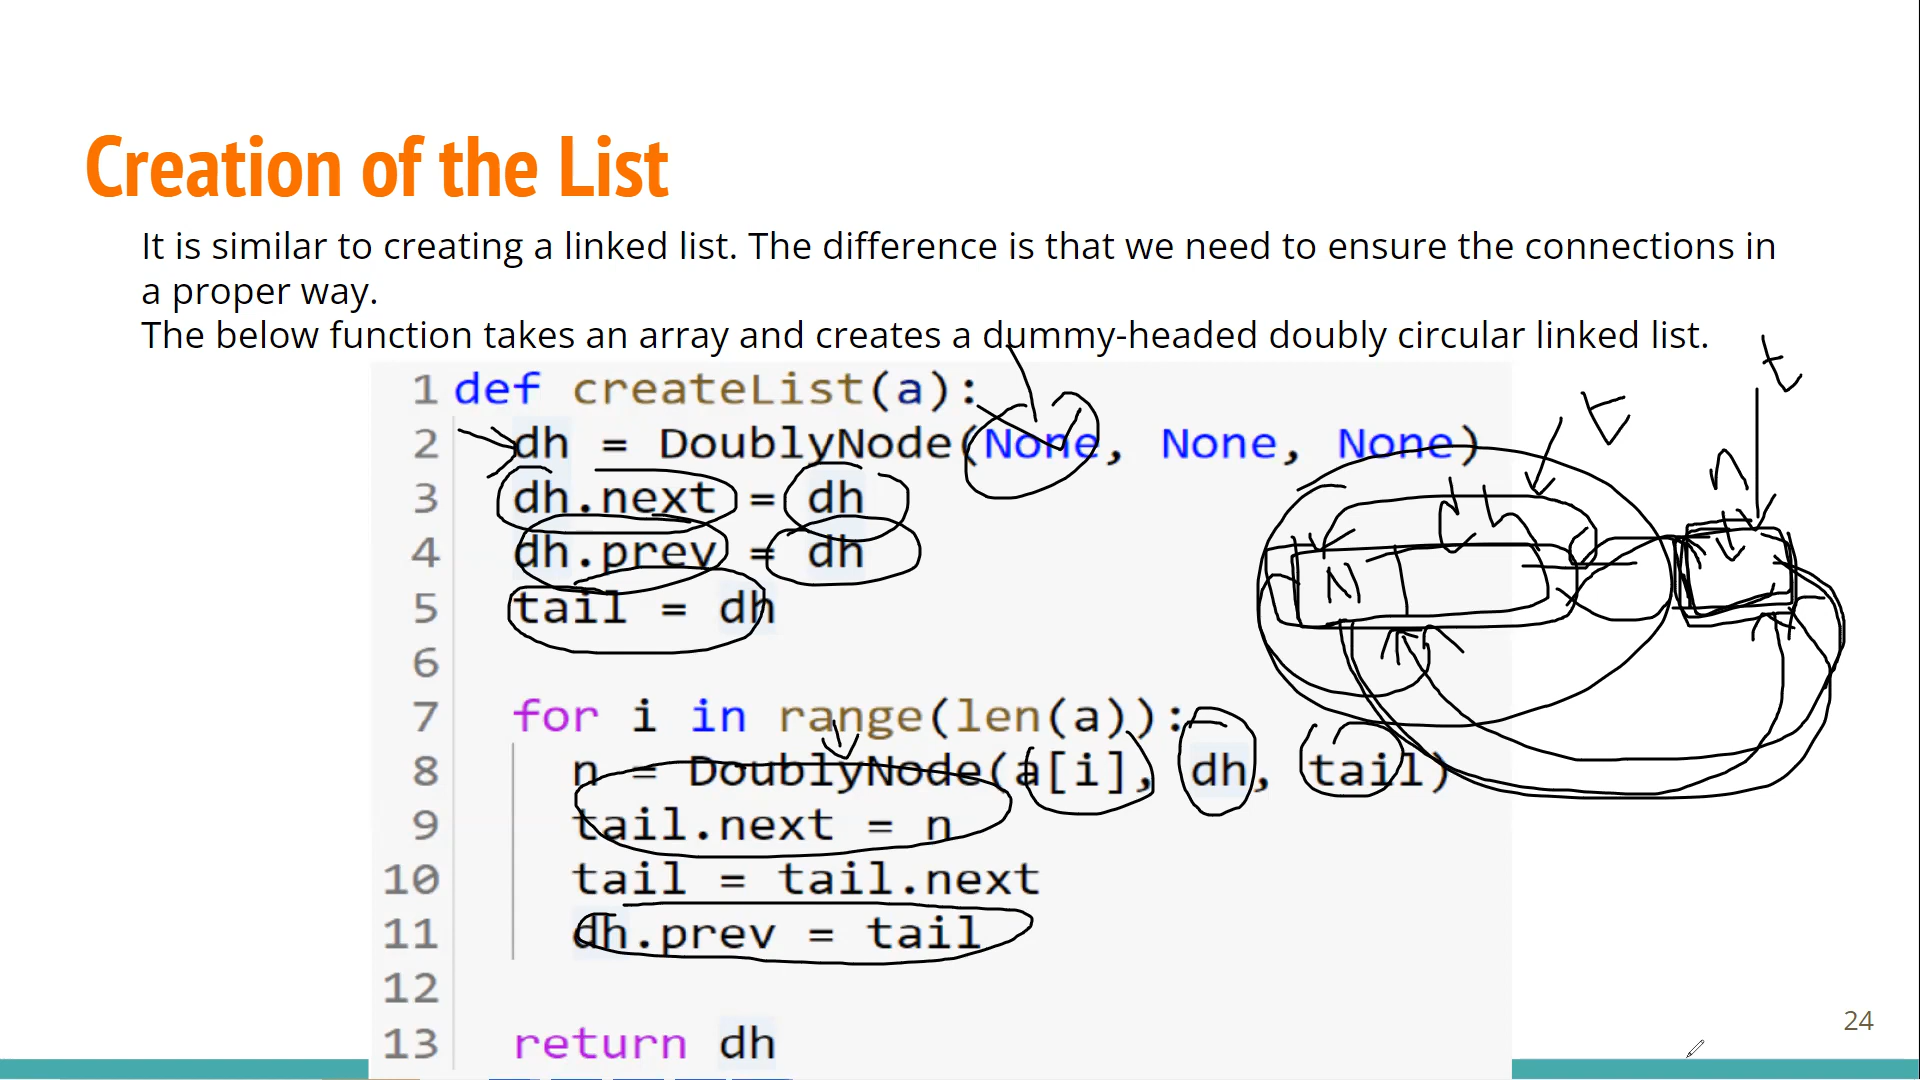 Creation of the List
It is similar to creating a linked list. The difference is that we need to ensure the connections in
a proper way.
The below function takes an array and creates a dummy-headed doubly circular linked list.
1 def createList(a):
2 dh = DoublyNode(None, None, None)
3 dh.next = dh
4 dh.prev = dh
5 tail = dh
6
7 for i in range(len(a)):
8 n = DoublyNode(a[i], dh, tail)
9 tail.next = n
10 tail = tail.next
11 dh.prev = tail
12
13 return dh
t
n
N
24